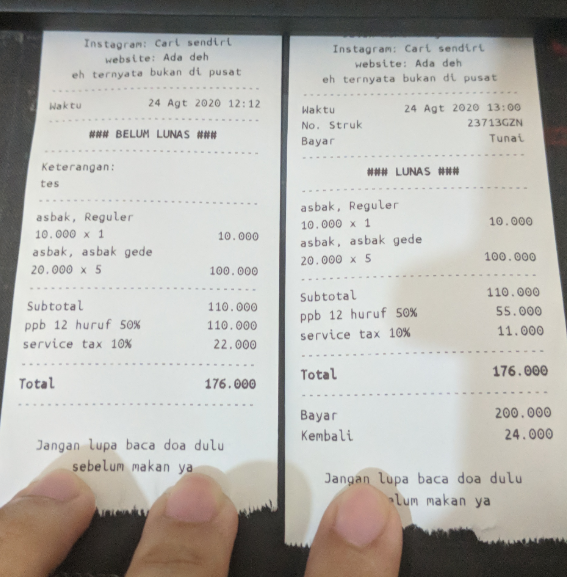 Instagram: Cari sendiri
website: Ada deh
eh ternyata bukan di pusat
Waktu 24 Agt 2020 12:12
### BELUM LUNAS ###
Keterangan:
tes
asbak, Reguler
10.000 x 1 10.000
asbak, asbak gede
20.000 x 5 100.000
Subtotal 110.000
ppb 12 huruf 50% 110.000
service tax 10% 22.000
Total 176.000
Jangan lupa baca doa dulu
sebelum makan ya
Instagram: Cari sendiri
website: Ada deh
eh ternyata bukan di pusat
Waktu 24 Agt 2020 13:00
No. Struk 23713GZN
Bayar Tunai
### LUNAS ###
asbak, Reguler
10.000 x 1 10.000
asbak, asbak gede
20.000 x 5 100.000
Subtotal 110.000
ppb 12 huruf 50% 55.000
service tax 10% 11.000
Total 176.000
Bayar 200.000
Kembali 24.000
Jangan lupa baca doa dulu
elum makan ya